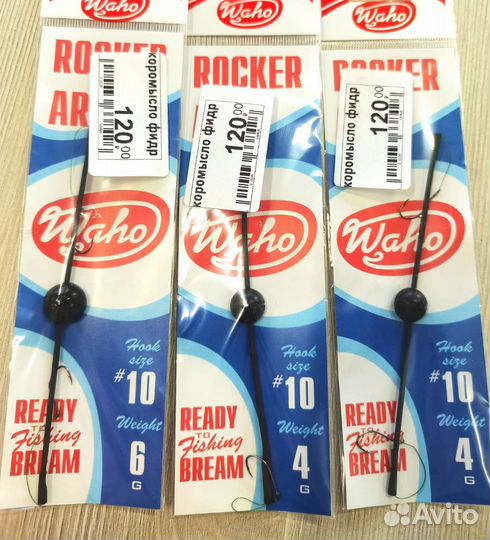 Waho
ROCKER
AR
коромысло фидр
120,00
Waho
Hook
size
#10
READY
TO
Fishing
BREAM
Weight
6
G
Waho
ROCKER
коромысло фидр
120,00
Waho
Hook
size
#10
READY
TO
Fishing
BREAM
Weight
4
G
Waho
ROCKER
коромысло фидр
120,00
Waho
Hook
size
#10
READY
TO
Fishing
BREAM
Weight
4
G
Avito